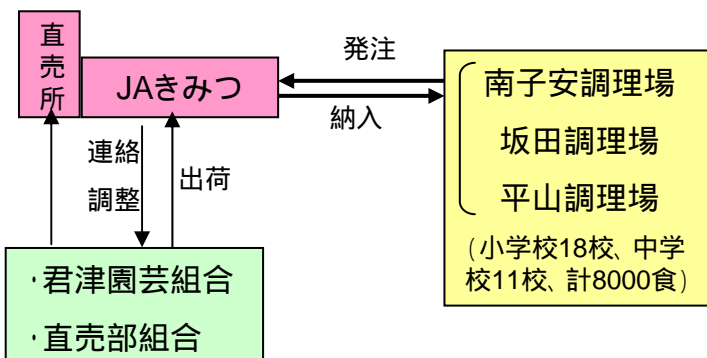 直売所
JAきみつ
発注
納入
南子安調理場
坂田調理場
平山調理場
(小学校18校、中学
校11校、計8000食)
連絡
調整
出荷
・君津園芸組合
・直売部組合